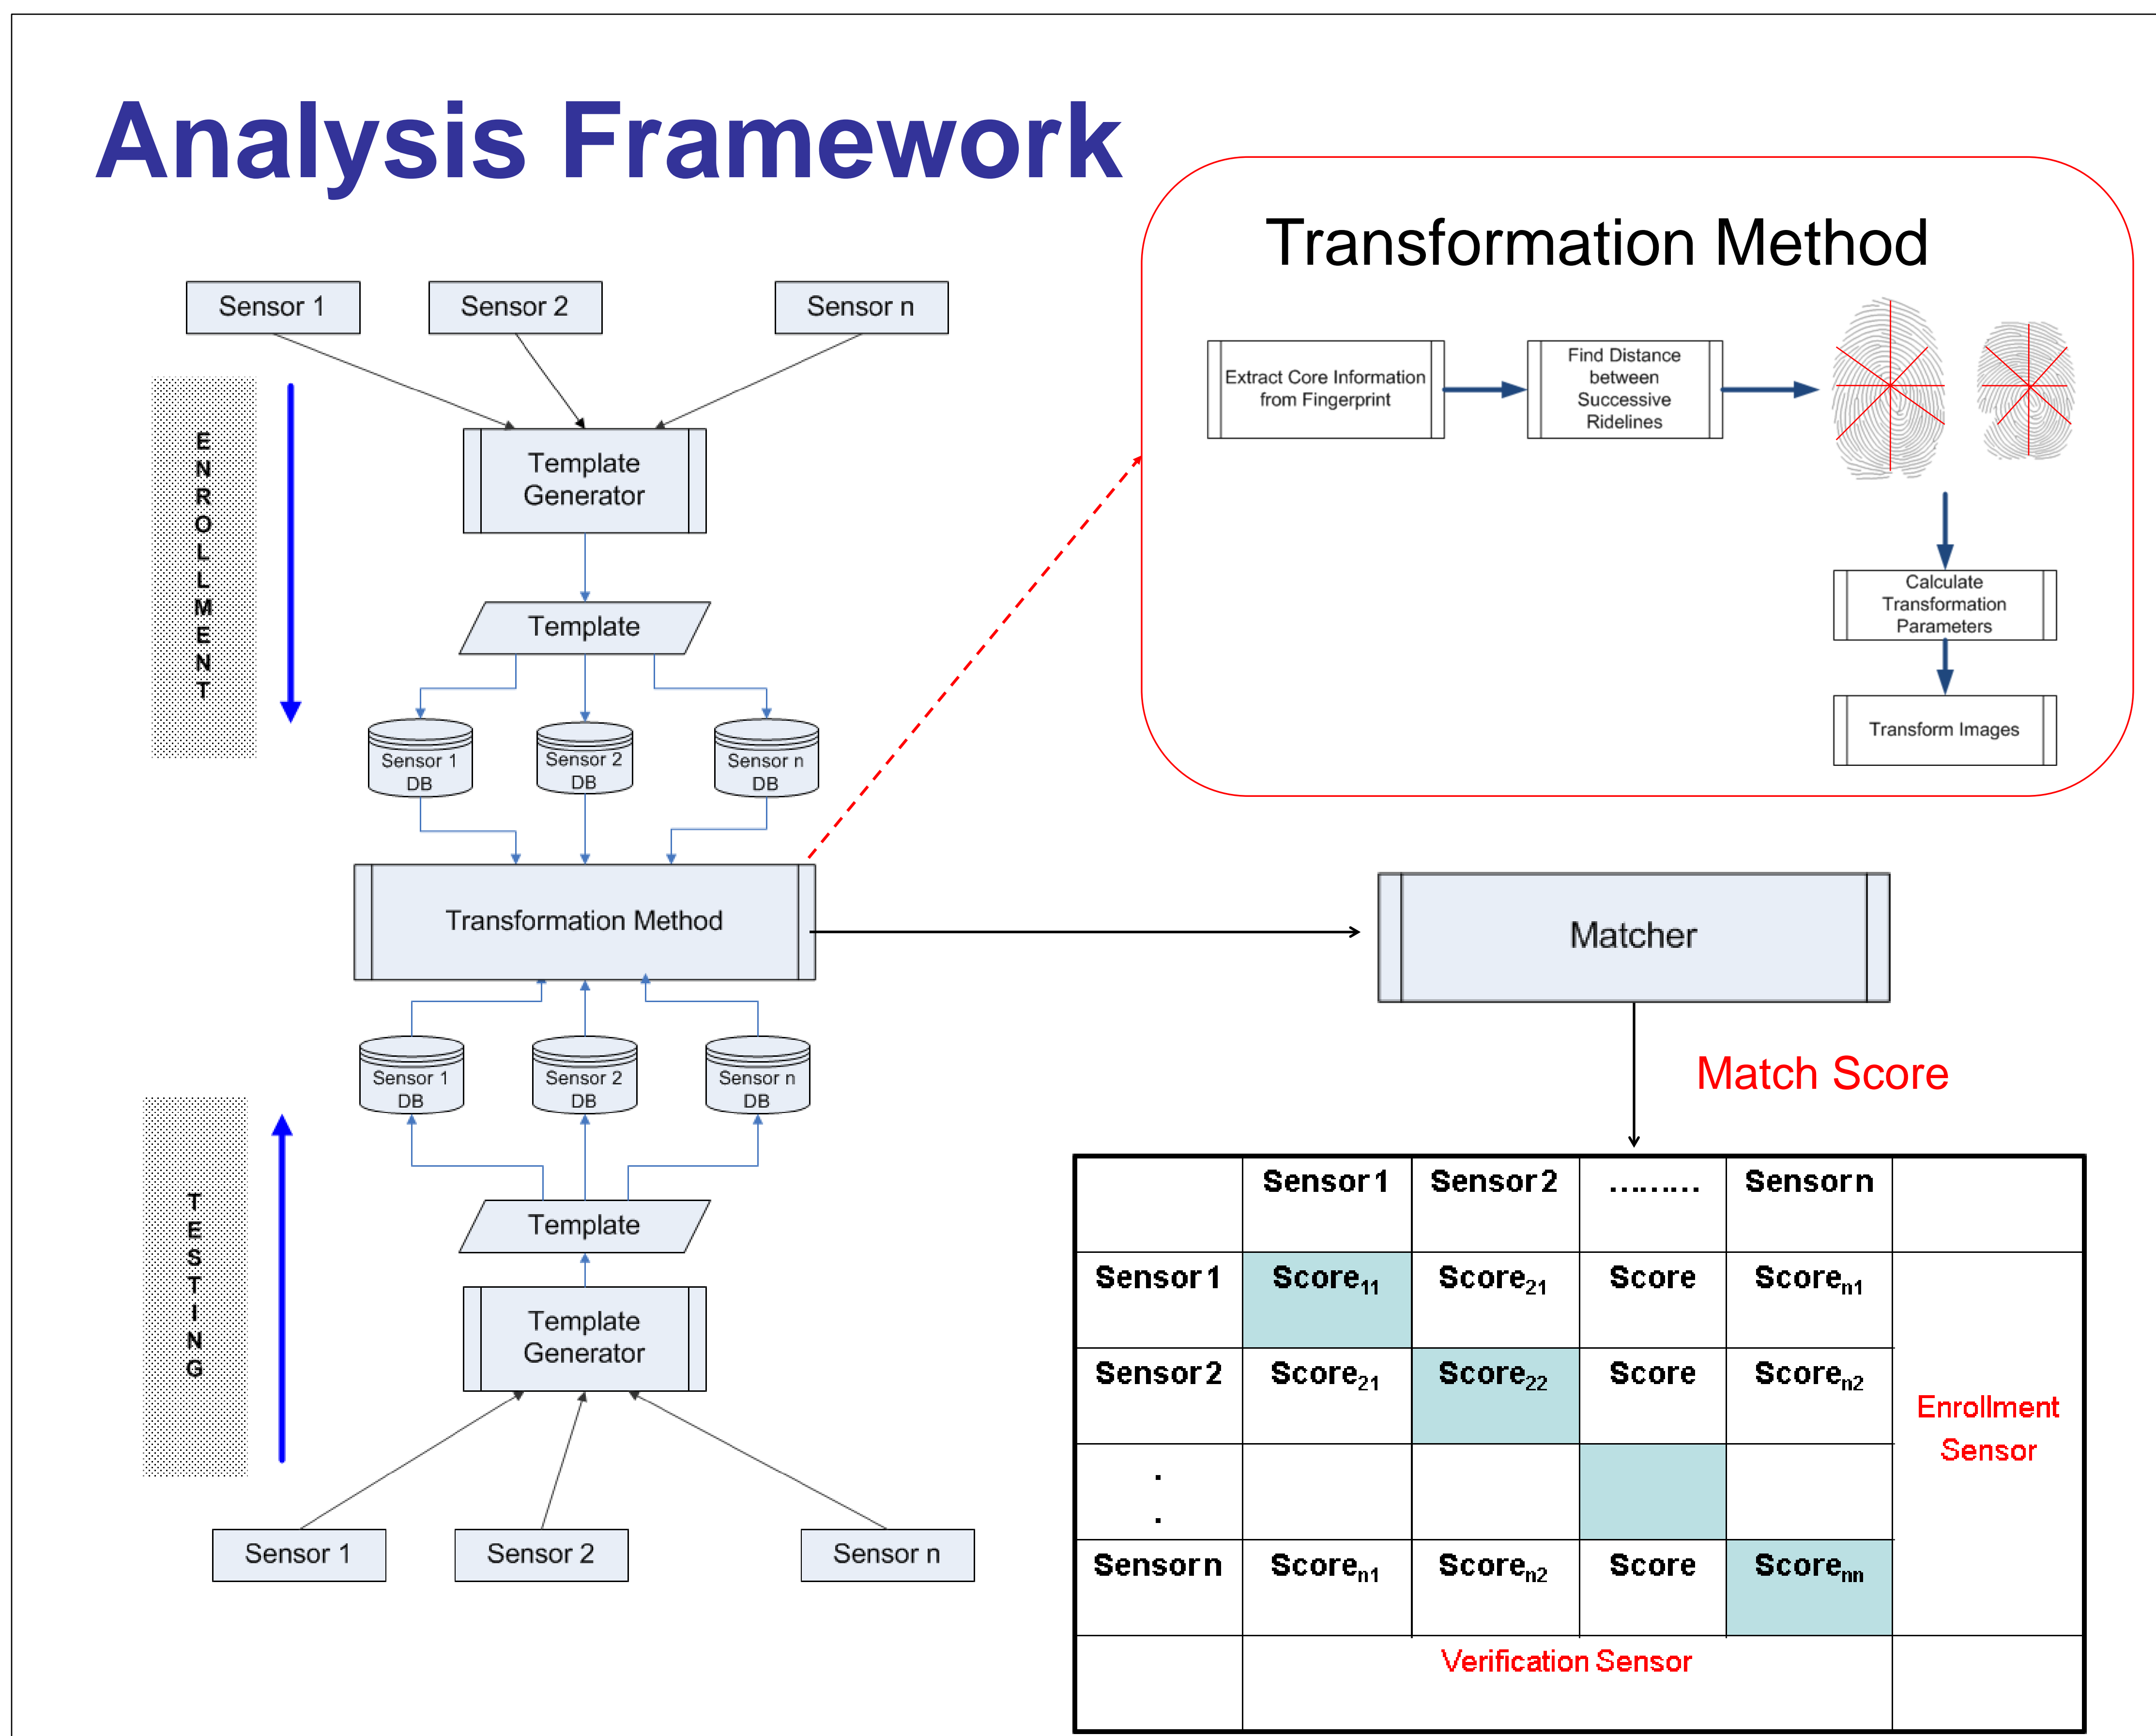 Analysis Framework
Sensor 1
Sensor 2
Sensor n
ENROLLMENT
Template
Generator
Template
Sensor 1
DB
Sensor 2
DB
Sensor n
DB
Transformation Method
Sensor 1
DB
Sensor 2
DB
Sensor n
DB
TESTING
Template
Template
Generator
Sensor 1
Sensor 2
Sensor n
Transformation Method
Extract Core Information
from Fingerprint
Find Distance
between
Successive
Ridelines
Calculate
Transformation
Parameters
Transform Images
Matcher
Match Score
Sensor 1 Sensor 2 ……… Sensor n
Sensor 1 Score11 Score21 Score Scoren1
Sensor 2 Score21 Score22 Score Scoren2
.
.
Sensor n Scoren1 Scoren2 Score Scorenn
Enrollment
Sensor
Verification Sensor